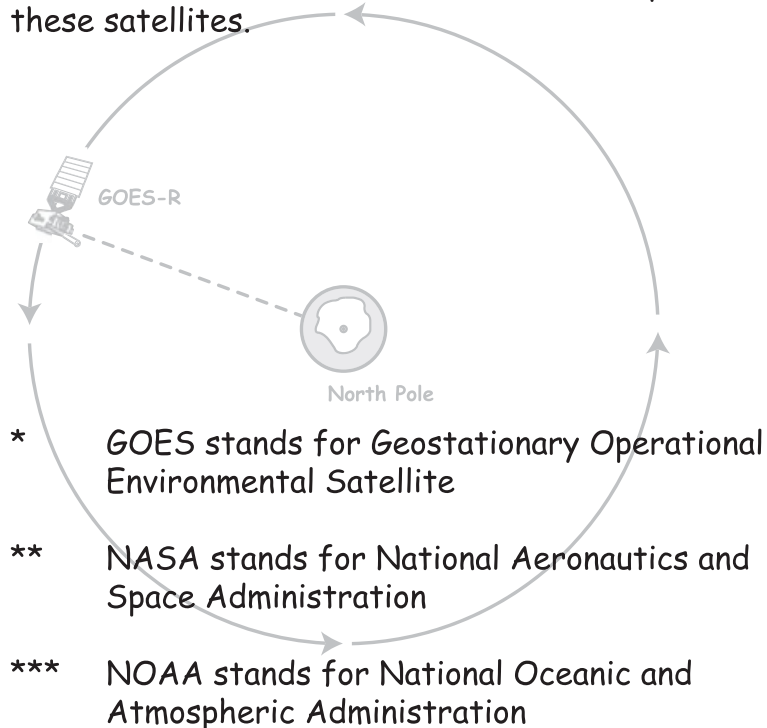 these satellites.
GOES-R
North Pole
* GOES stands for Geostationary Operational
Environmental Satellite
** NASA stands for National Aeronautics and
Space Administration
*** NOAA stands for National Oceanic and
Atmospheric Administration